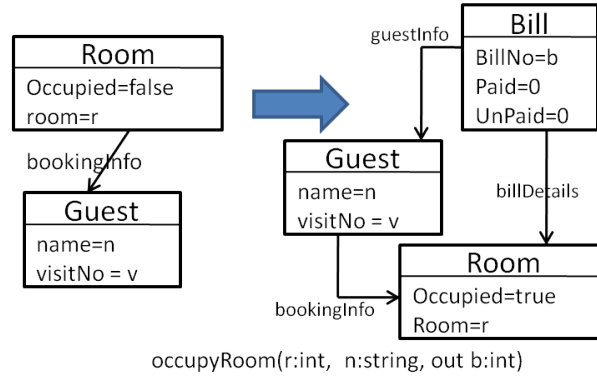 Room
Occupied=false
room=r
bookingInfo
Guest
name=n
visitNo = v
guestInfo
Bill
BillNo=b
Paid=0
UnPaid=0
Guest
name=n
visitNo = v
billDetails
bookingInfo
Room
Occupied=true
Room=r
occupyRoom(r:int, n:string, out b:int)